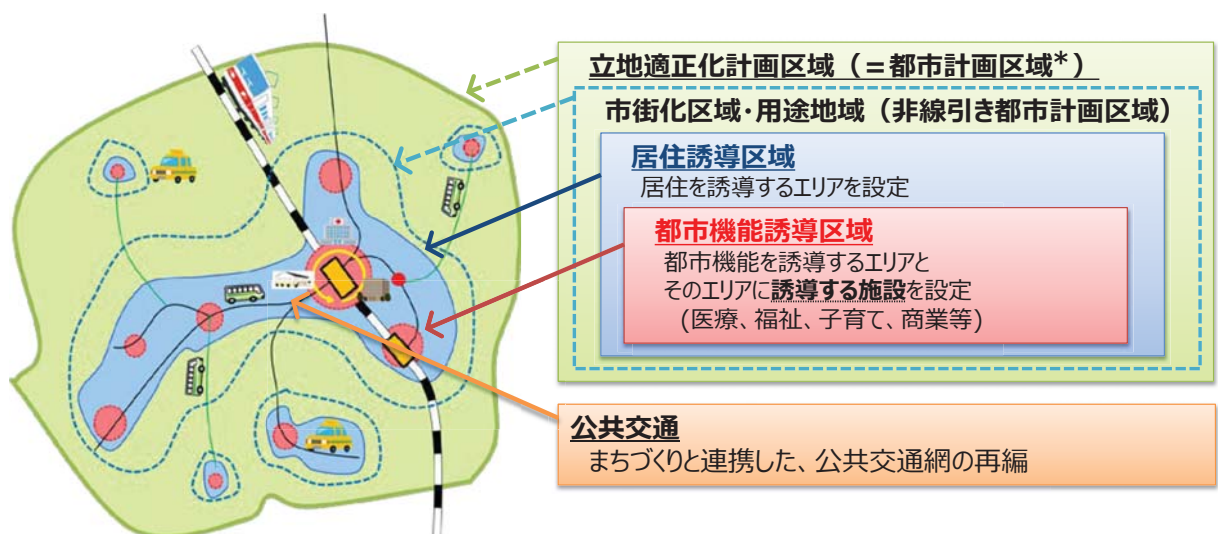 立地適正化計画区域（＝都市計画区域*）
市街化区域・用途地域（非線引き都市計画区域）
居住誘導区域
居住を誘導するエリアを設定
都市機能誘導区域
都市機能を誘導するエリアと
そのエリアに誘導する施設を設定
(医療、福祉、子育て、商業等)
公共交通
まちづくりと連携した、公共交通網の再編